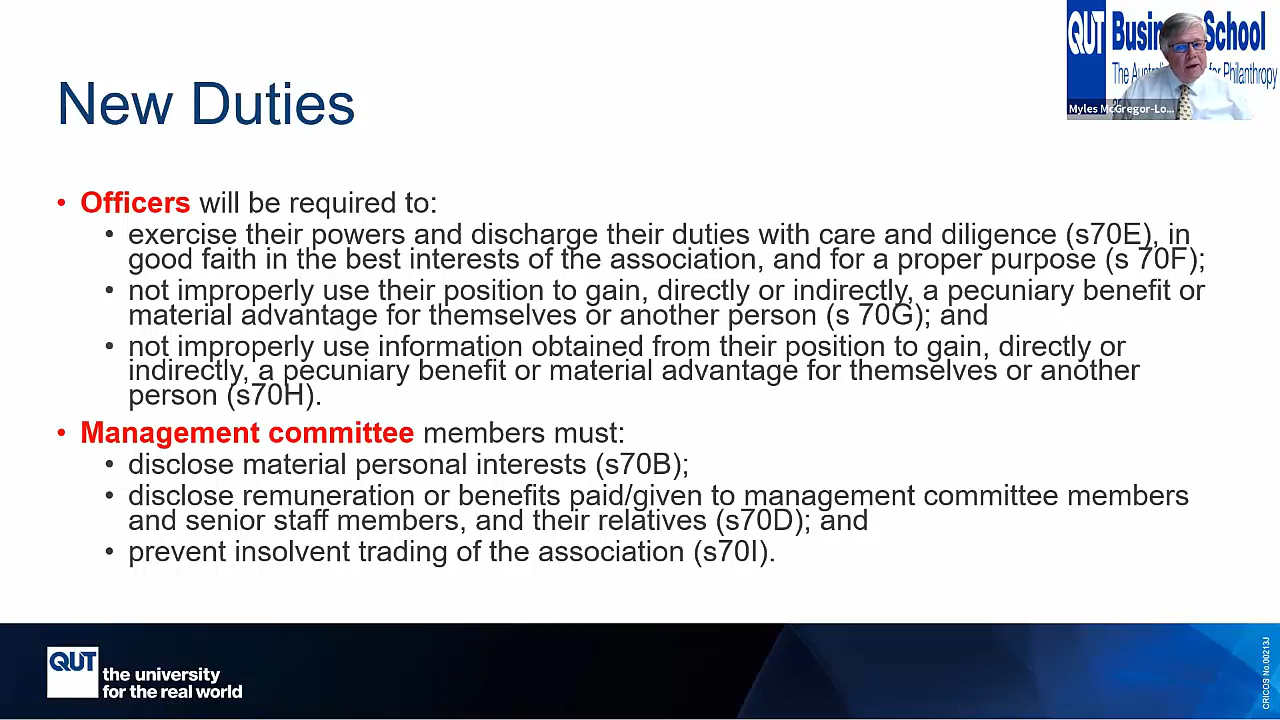 New Duties
• Officers will be required to:
• exercise their powers and discharge their duties with care and diligence (s70E), in
good faith in the best interests of the association, and for a proper purpose (s 70F);
• not improperly use their position to gain, directly or indirectly, a pecuniary benefit or
material advantage for themselves or another person (s 70G); and
• not improperly use information obtained from their position to gain, directly or
indirectly, a pecuniary benefit or material advantage for themselves or another
person (s70H).
• Management committee members must:
• disclose material personal interests (s70B);
• disclose remuneration or benefits paid/given to management committee members
and senior staff members, and their relatives (s70D); and
• prevent insolvent trading of the association (s70I).
QUT
the university
for the real world
CRICOS No.00213J
QUT
School
The
for Philanthropy
Myles McGregor-Lo...